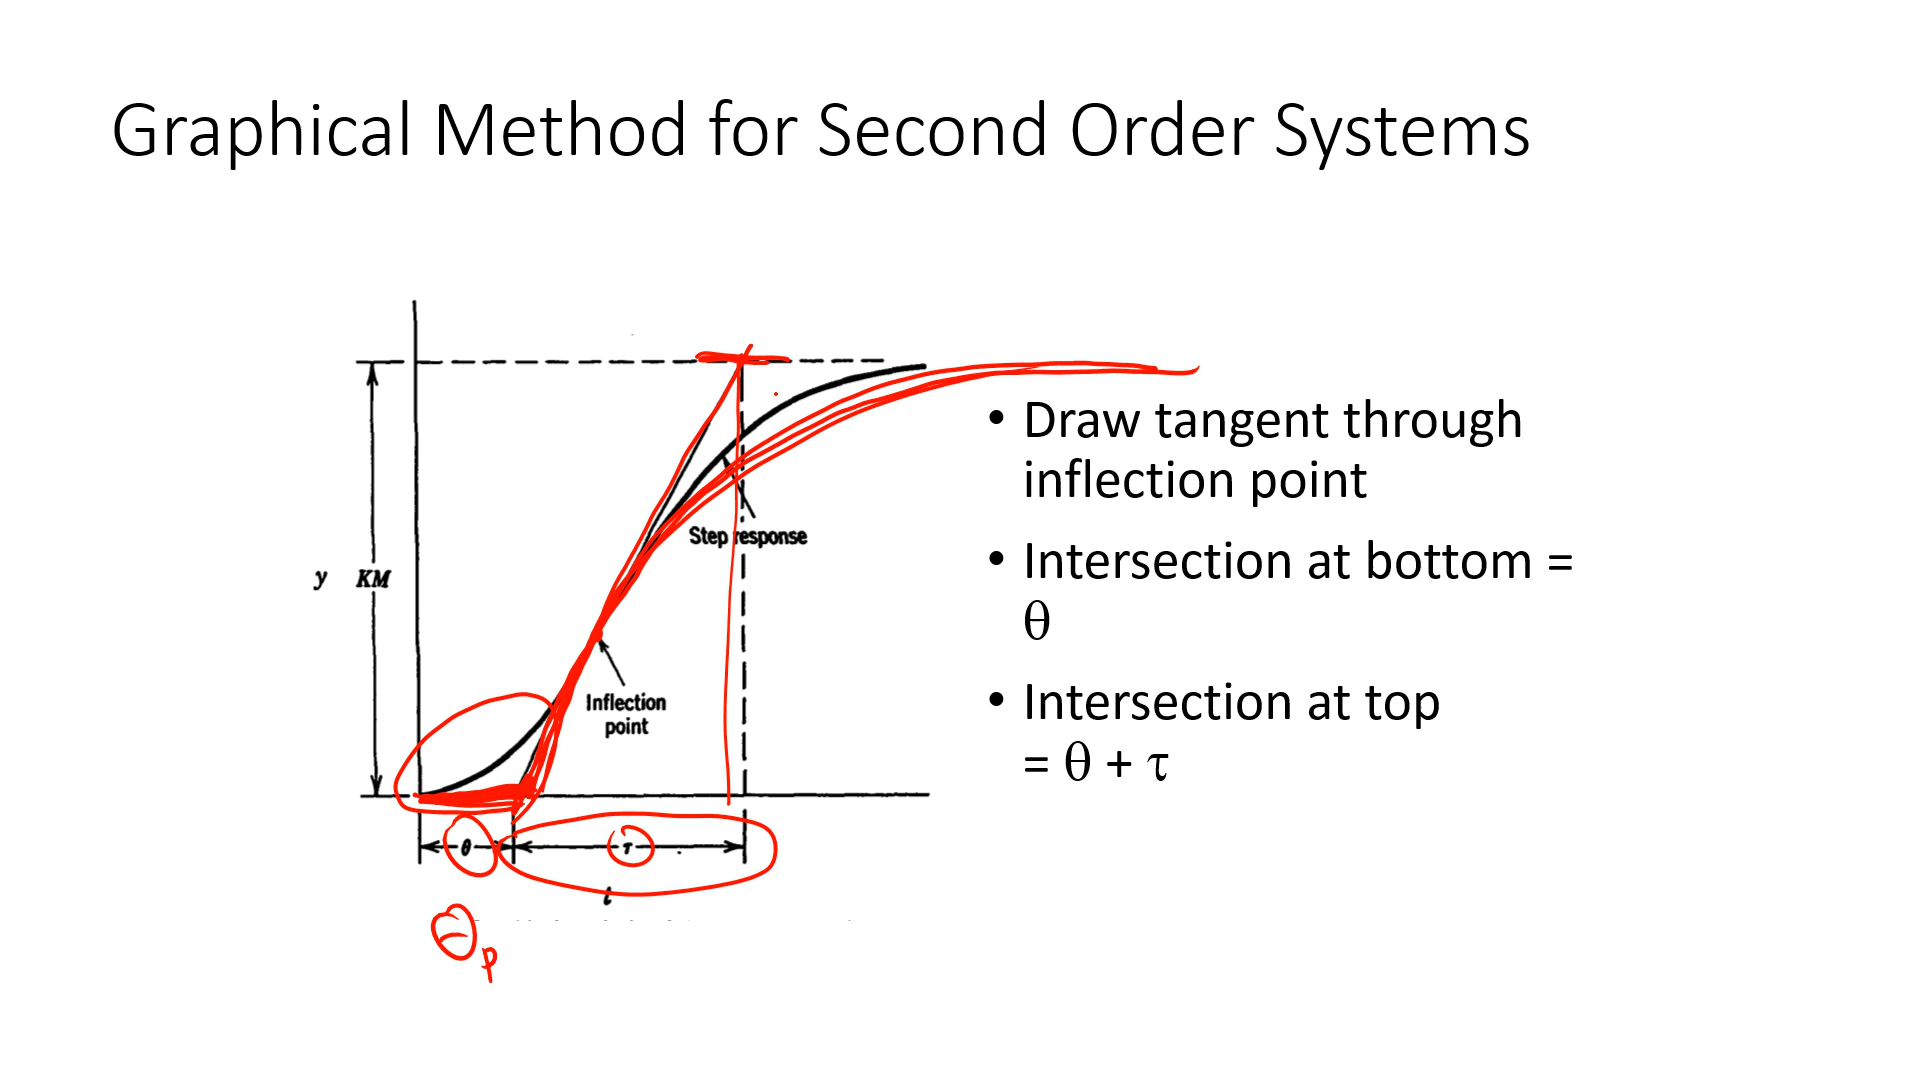 Graphical Method for Second Order Systems
y KM
Step response
Inflection
point
θ
τ
t
θp
• Draw tangent through
inflection point
• Intersection at bottom =
θ
• Intersection at top
= θ + τ